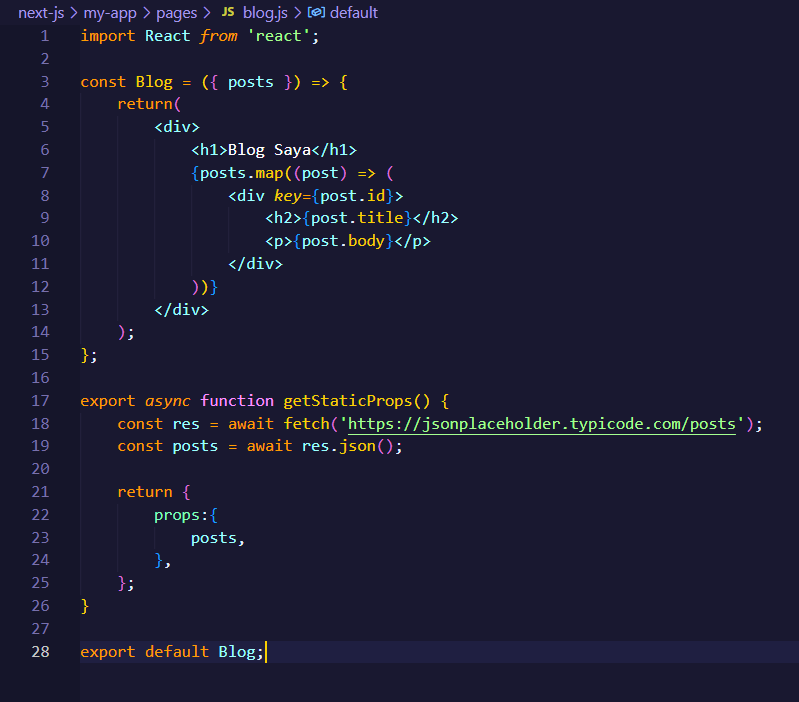 next-js > my-app > pages > JS blog.js > default
1 import React from 'react';
2
3 const Blog = ({ posts }) => {
4     return(
5         <div>
6             <h1>Blog Saya</h1>
7             {posts.map((post) => (
8                 <div key={post.id}>
9                     <h2>{post.title}</h2>
10                     <p>{post.body}</p>
11                 </div>
12             ))}
13         </div>
14     );
15 };
16
17 export async function getStaticProps() {
18     const res = await fetch('https://jsonplaceholder.typicode.com/posts');
19     const posts = await res.json();
20
21     return {
22         props:{
23             posts,
24         },
25     };
26 }
27
28 export default Blog;